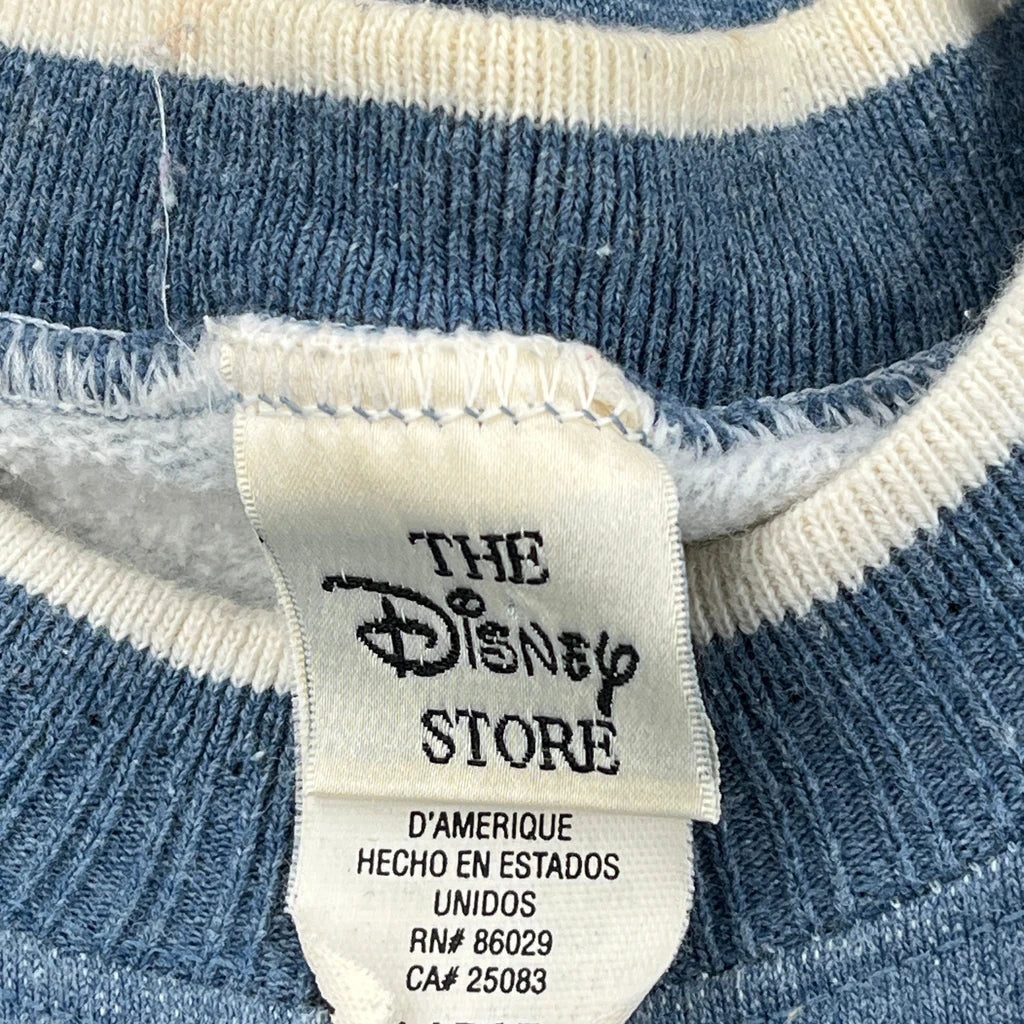 THE
Disney
STORE
D'AMERIQUE
HECHO EN ESTADOS
UNIDOS
RN# 86029
CA# 25083